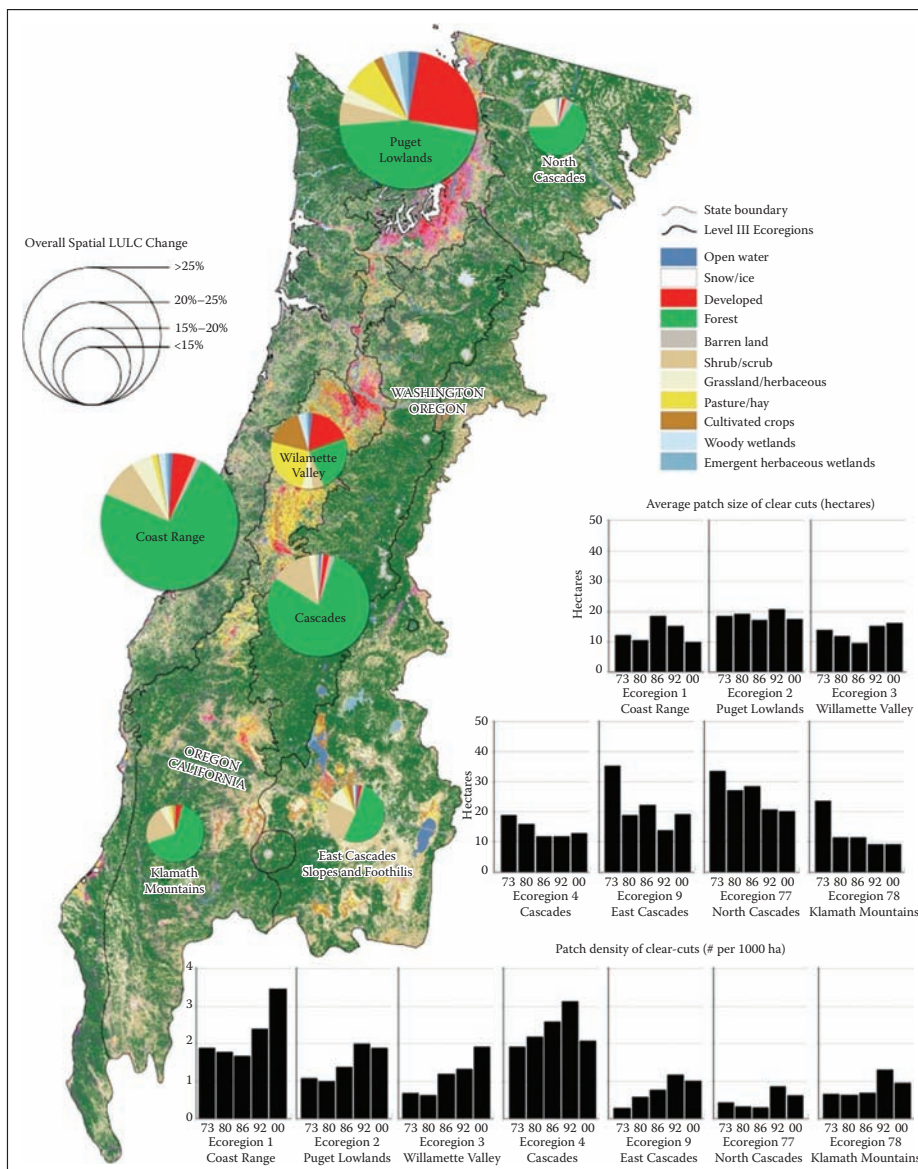 Puget
Lowlands
North
Cascades
State boundary
Level III Ecoregions
Open water
Snow/ice
Developed
Forest
Barren land
Shrub/scrub
Grassland/herbaceous
Pasture/hay
Cultivated crops
Woody wetlands
Emergent herbaceous wetlands
Overall Spatial LULC Change
>25%
20%–25%
15%–20%
<15%
WASHINGTON
OREGON
Wilamette
Valley
Coast Range
Cascades
OREGON
CALIFORNIA
Klamath
Mountains
East Cascades
Slopes and Foothilis
Average patch size of clear cuts (hectares)
Hectares
50
40
30
20
10
0
73 80 86 92 00
Ecoregion 1
Coast Range
73 80 86 92 00
Ecoregion 2
Puget Lowlands
73 80 86 92 00
Ecoregion 3
Willamette Valley
Hectares
50
40
30
20
10
0
73 80 86 92 00
Ecoregion 4
Cascades
73 80 86 92 00
Ecoregion 9
East Cascades
73 80 86 92 00
Ecoregion 77
North Cascades
73 80 86 92 00
Ecoregion 78
Klamath Mountains
Patch density of clear-cuts (# per 1000 ha)
4
3
2
1
0
73 80 86 92 00
Ecoregion 1
Coast Range
73 80 86 92 00
Ecoregion 2
Puget Lowlands
73 80 86 92 00
Ecoregion 3
Willamette Valley
73 80 86 92 00
Ecoregion 4
Cascades
73 80 86 92 00
Ecoregion 9
East Cascades
73 80 86 92 00
Ecoregion 77
North Cascades
73 80 86 92 00
Ecoregion 78
Klamath Mountains